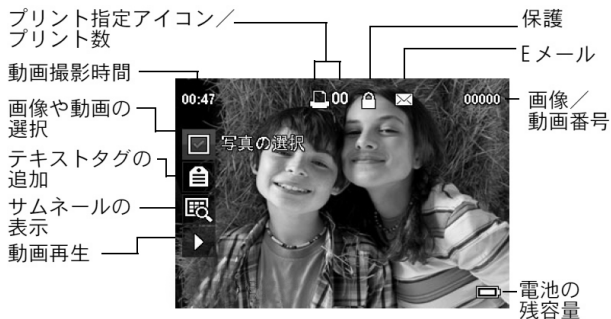 プリント指定アイコン／
プリント数
動画撮影時間
画像や動画の
選択
テキストタグの
追加
サムネールの
表示
動画再生
00:47
00
00000
写真の選択
保護
Eメール
画像／
動画番号
電池の
残容量